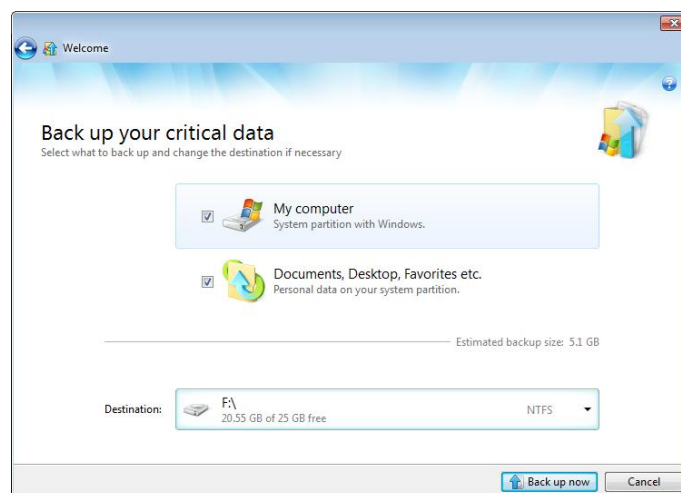 Welcome
Back up your critical data
Select what to back up and change the destination if necessary
My computer
System partition with Windows.
Documents, Desktop, Favorites etc.
Personal data on your system partition.
Estimated backup size: 5.1 GB
Destination:
F:\
20.55 GB of 25 GB free
NTFS
Back up now
Cancel